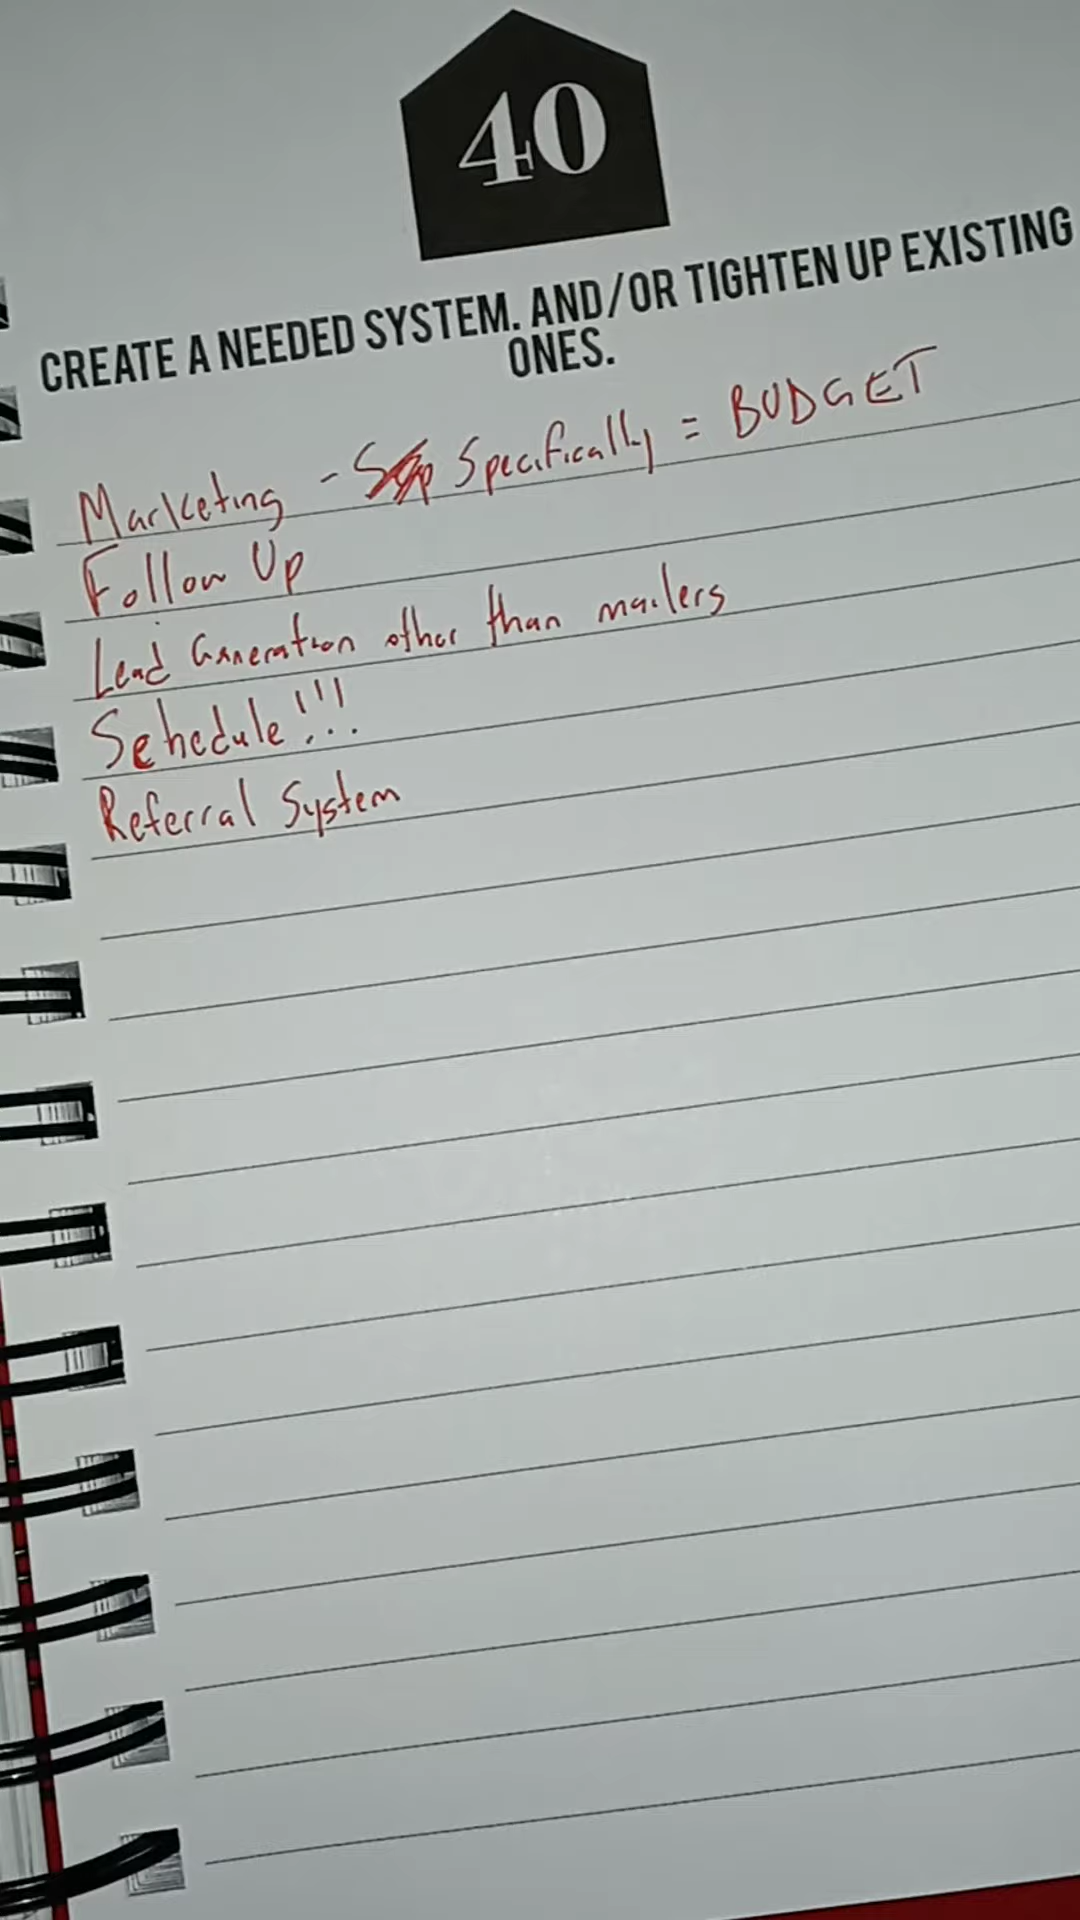 40
CREATE A NEEDED SYSTEM. AND/OR TIGHTEN UP EXISTING
ONES.
Marketing - Specifically = BUDGET
Follow Up
Lead Generation other than mailers
Schedule!!!
Referral System